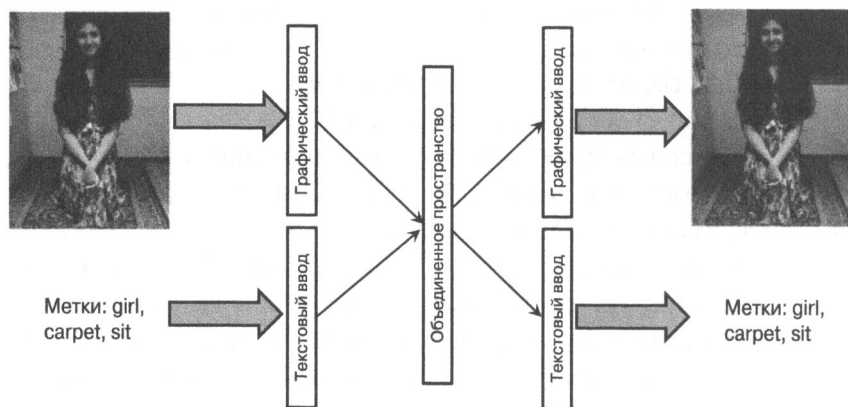 Графический ввод
Текстовый ввод
Объединенное пространство
Графический ввод
Текстовый ввод
Метки: girl,
carpet, sit
Метки: girl,
carpet, sit